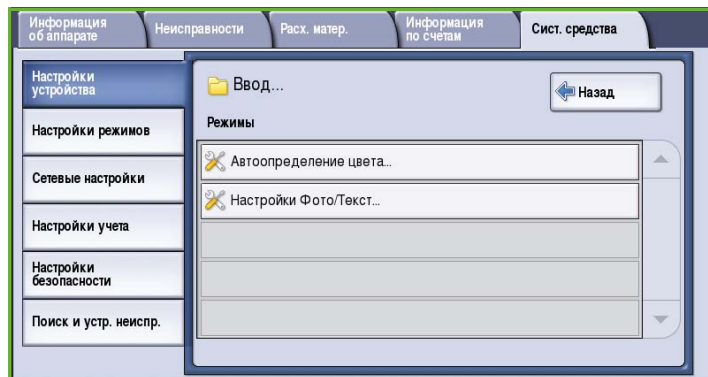 Информация
об аппарате
Неисправности
Расх. матер.
Информация
по счетам
Сист. средства
Настройки
устройства
Настройки режимов
Сетевые настройки
Настройки учета
Настройки
безопасности
Поиск и устр. неиспр.
Ввод...
Назад
Режимы
Автоопределение цвета...
Настройки Фото/Текст...